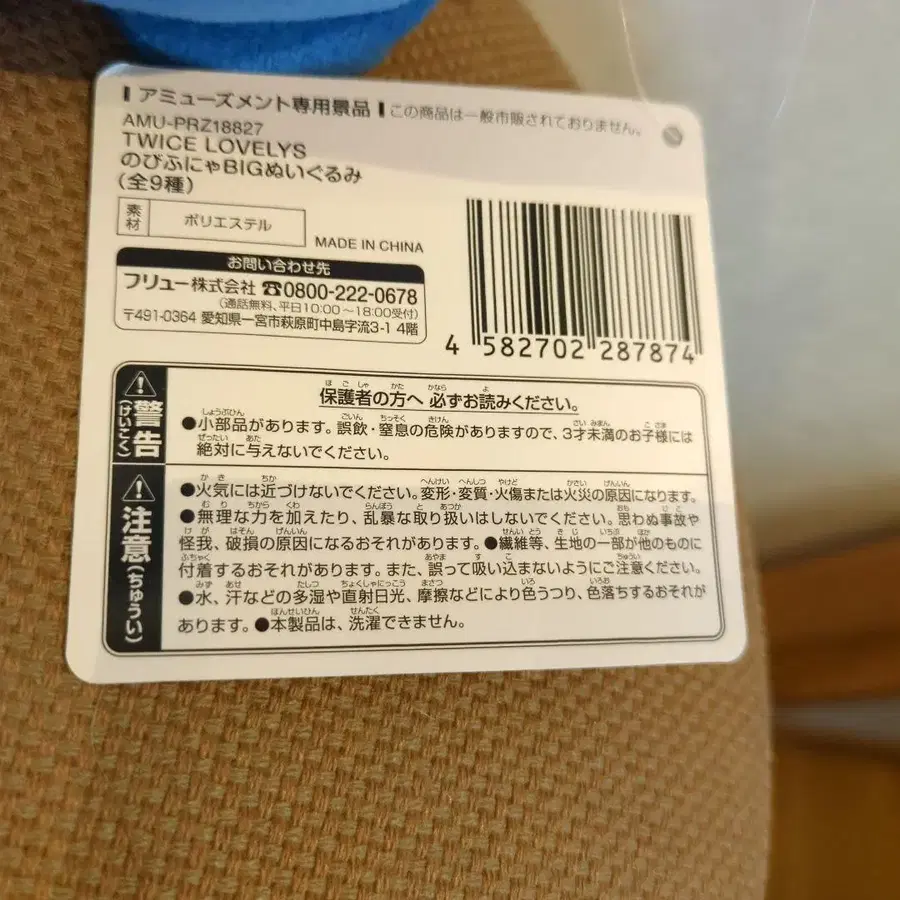 アミューズメント専用景品 この商品は一般市販されておりません。
AMU-PRZ18827
TWICE LOVELYS
のびふにゃBIGぬいぐるみ
(全9種)
素材 ポリエステル
MADE IN CHINA
お問い合わせ先
フリュー株式会社 ☎0800-222-0678
(通話無料、平日10:00~18:00受付)
〒491-0364 愛知県一宮市萩原町中島字流3-1 4階
4 582702 287874
警告(けいこく)
保護者の方へ 必ずお読みください。
●小部品があります。誤飲・窒息の危険がありますので、3才未満のお子様には
絶対に与えないでください。
注意(ちゅうい)
●火気には近づけないでください。変形・変質・火傷または火災の原因になります。
●無理な力を加えたり、乱暴な取り扱いはしないでください。思わぬ事故や
怪我、破損の原因になるおそれがあります。●繊維等、生地の一部が他のものに
付着するおそれがあります。また、誤って吸い込まないようにご注意ください。
●水、汗などの多湿や直射日光、摩擦などにより色うつり、色落ちするおそれが
あります。●本製品は、洗濯できません。